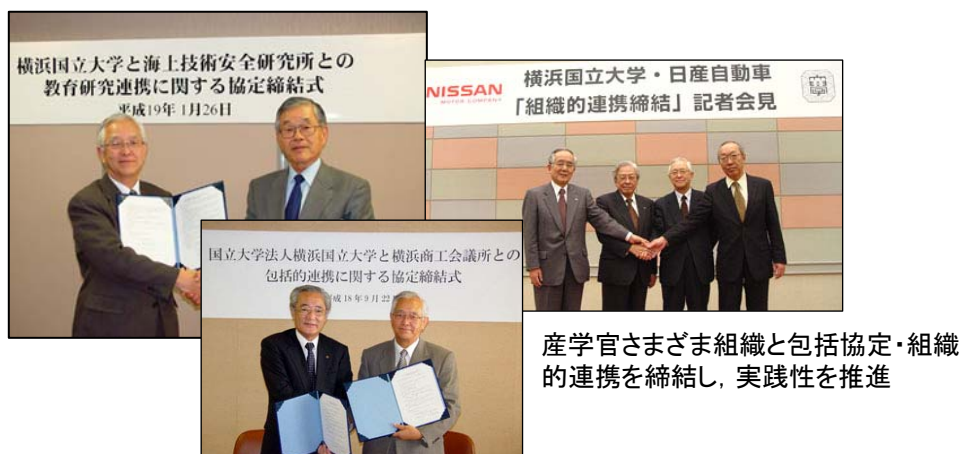 横浜国立大学と海上技術安全研究所との
教育研究連携に関する協定締結式
平成19年1月26日
NISSAN
MOTOR COMPANY
横浜国立大学・日産自動車
「組織的連携締結」記者会見
国立大学法人横浜国立大学と横浜商工会議所との
包括的連携に関する協定締結式
成18年9月22
産学官さまざま組織と包括協定・組織
的連携を締結し，実践性を推進